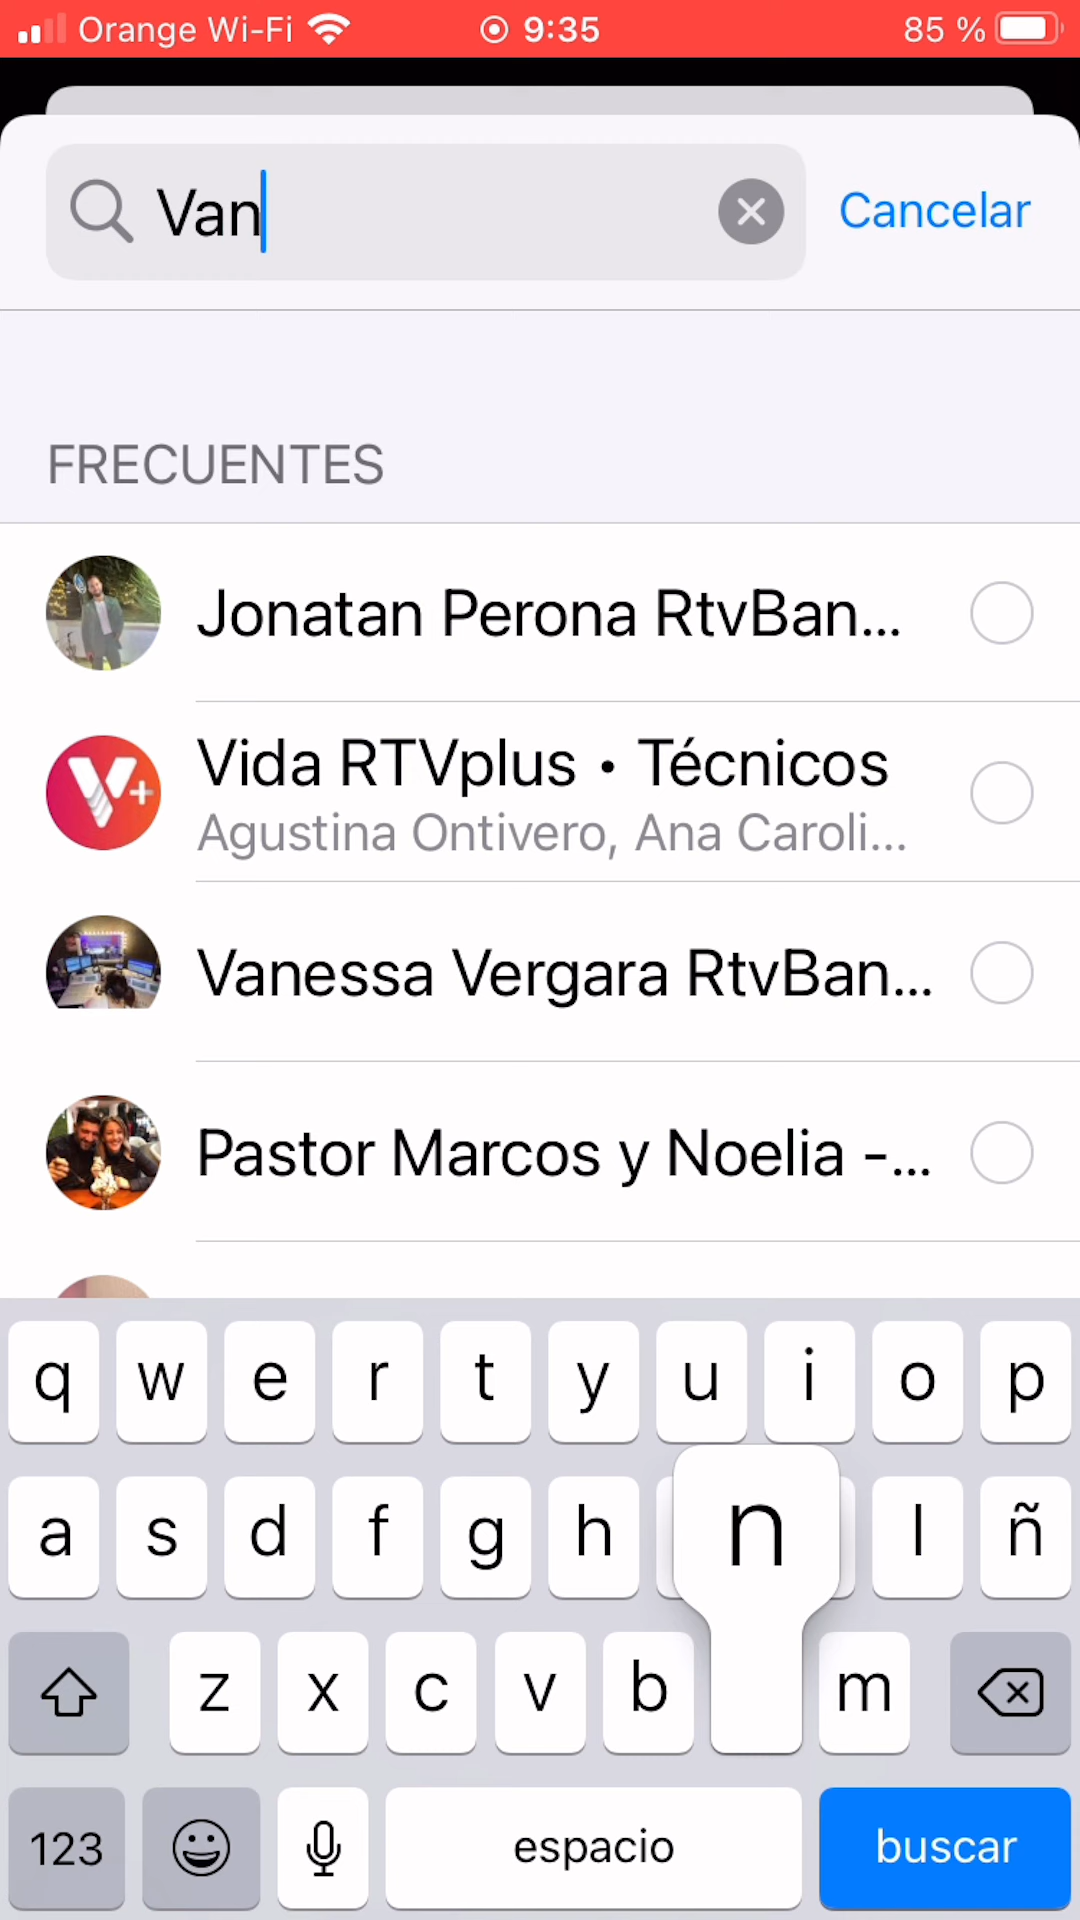 Orange Wi-Fi 9:35 85 %
Van Cancelar
FRECUENTES
Jonatan Perona RtvBan...
Vida RTVplus • Técnicos
Agustina Ontivero, Ana Caroli...
Vanessa Vergara RtvBan...
Pastor Marcos y Noelia -...
q w e r t y u i o p
a s d f g h n l ñ
z x c v b m
123 espacio buscar